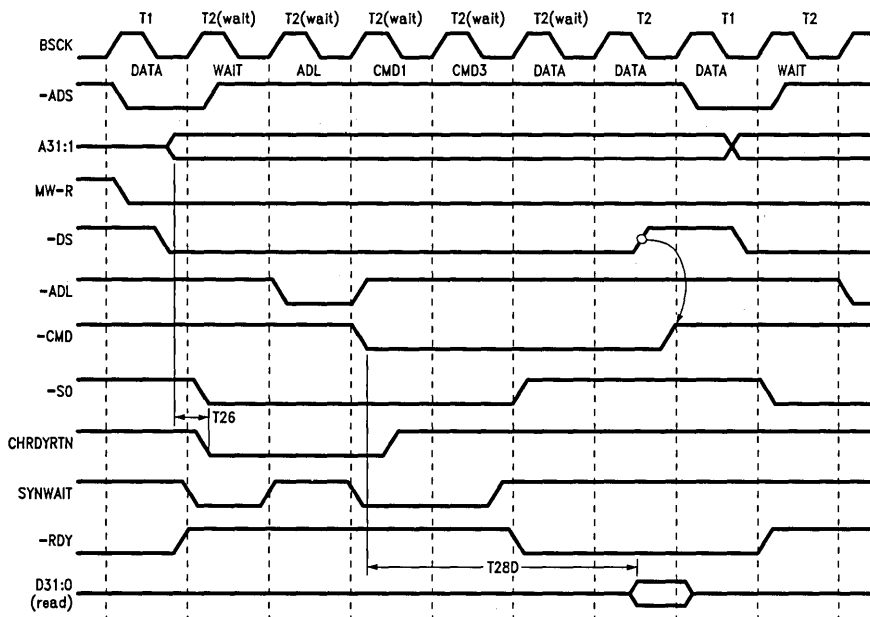 T1 T2(wait) T2(wait) T2(wait) T2(wait) T2(wait) T2 T1 T2
BSCK
DATA WAIT ADL CMD1 CMD3 DATA DATA DATA WAIT
-ADS
A31:1
MW-R
-DS
-ADL
-CMD
-S0
T26
CHRDYRTN
SYNWAIT
-RDY
T28D
D31:0
(read)